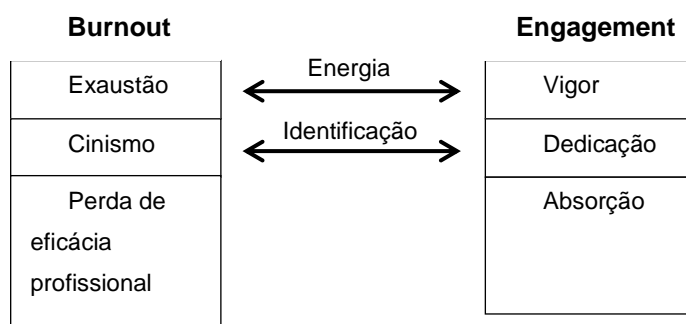 Burnout
Engagement
Exaustão
Energia
Vigor
Cinismo
Identificação
Dedicação
Perda de
eficácia
profissional
Absorção